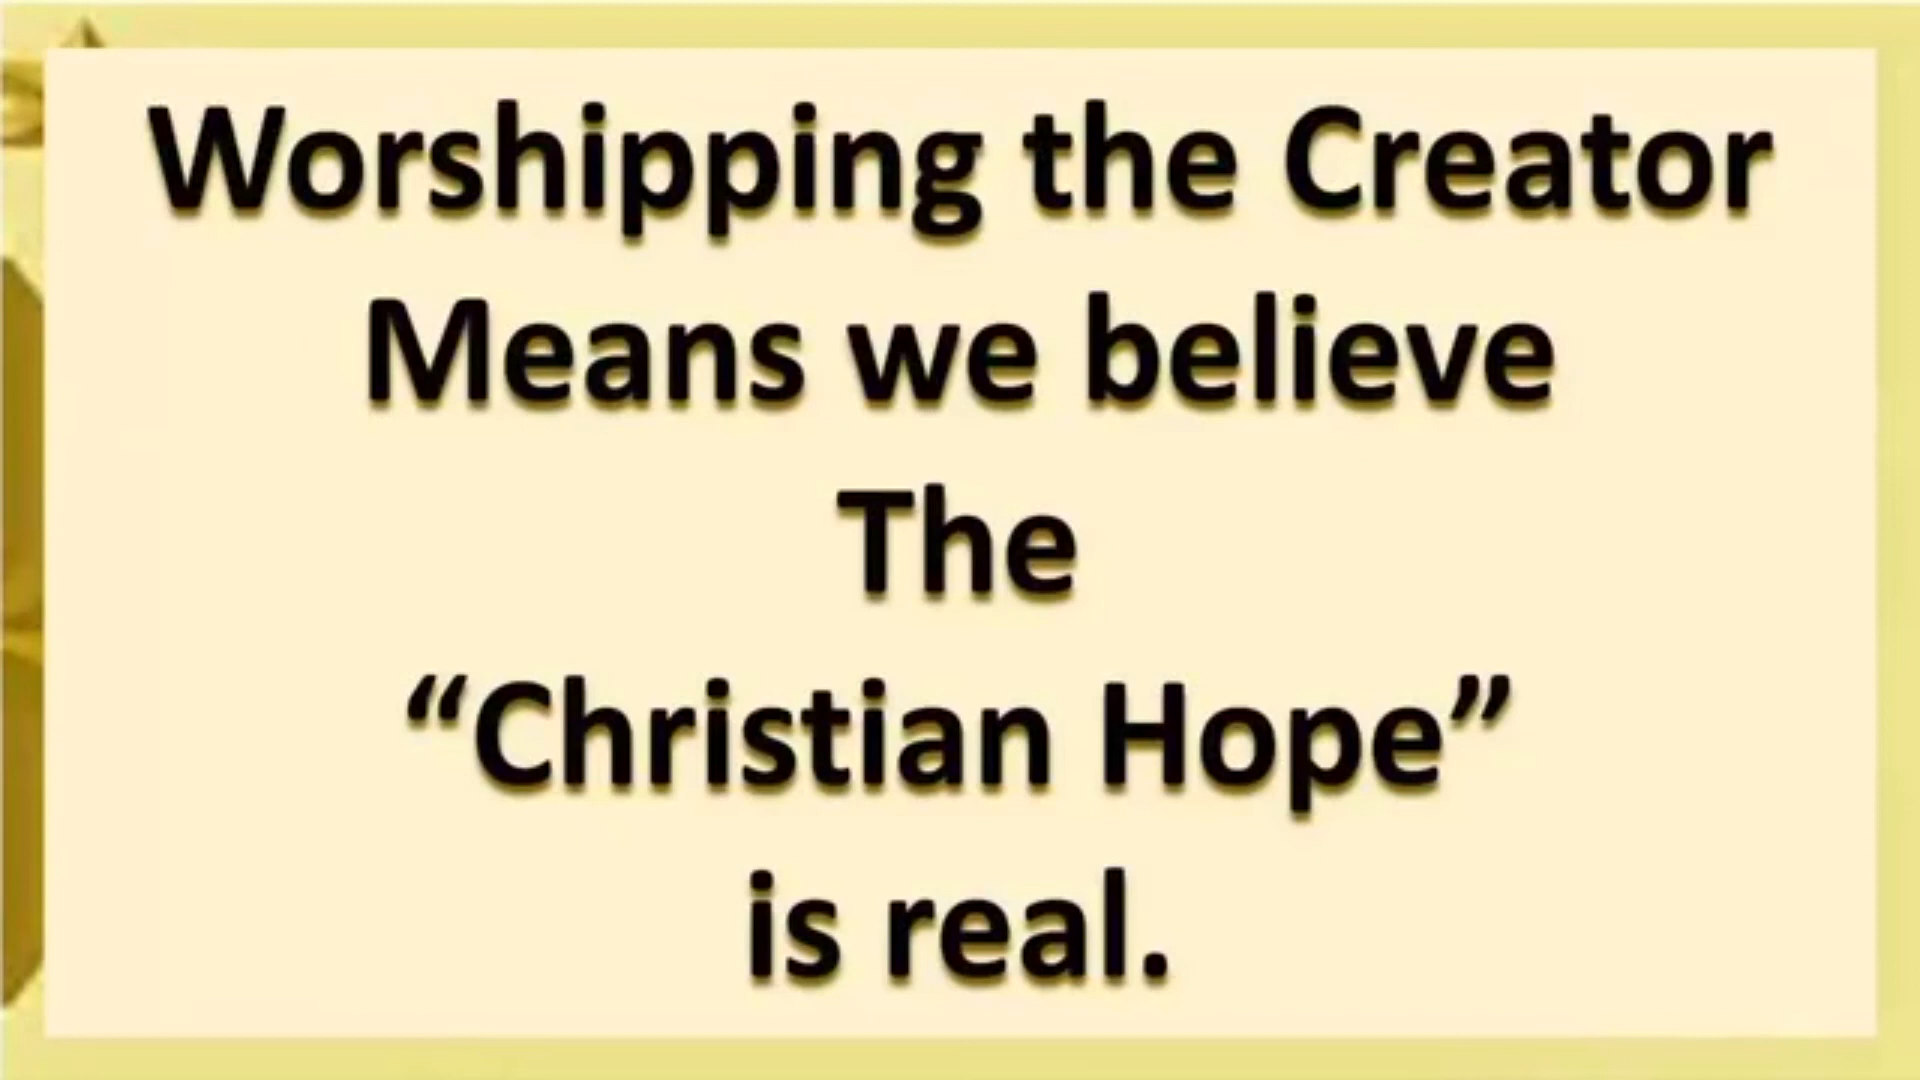 Worshipping the Creator
Means we believe
The
“Christian Hope”
is real.